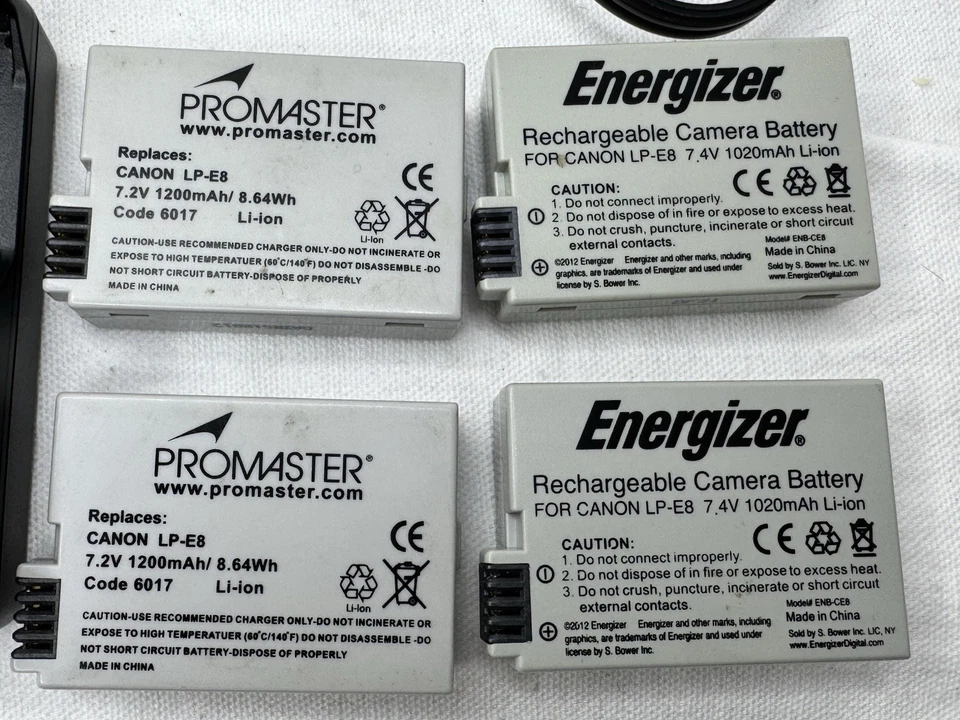 PROMASTER®
www.promaster.com
Replaces:
CANON LP-E8
7.2V 1200mAh/ 8.64Wh
Code 6017 Li-ion
CE
Li-Ion
CAUTION-USE RECOMMENDED CHARGER ONLY-DO NOT INCINERATE OR
EXPOSE TO HIGH TEMPERATUER (60°C/140°F) DO NOT DISASSEMBLE -DO
NOT SHORT CIRCUIT BATTERY-DISPOSE OF PROPERLY
MADE IN CHINA
Energizer®
Rechargeable Camera Battery
FOR CANON LP-E8 7.4V 1020mAh Li-ion
CE
CAUTION:
1. Do not connect improperly.
2. Do not dispose of in fire or expose to excess heat.
3. Do not crush, puncture, incinerate or short circuit
external contacts.
©2012 Energizer Energizer and other marks, including
graphics, are trademarks of Energizer and used under
license by S. Bower Inc.
Model# ENB-CE8
Made in China
Sold by S. Bower Inc. LIC, NY
www.EnergizerDigital.com
PROMASTER®
www.promaster.com
Replaces:
CANON LP-E8
7.2V 1200mAh/ 8.64Wh
Code 6017 Li-ion
CE
Li-Ion
CAUTION-USE RECOMMENDED CHARGER ONLY-DO NOT INCINERATE OR
EXPOSE TO HIGH TEMPERATUER (60°C/140°F) DO NOT DISASSEMBLE -DO
NOT SHORT CIRCUIT BATTERY-DISPOSE OF PROPERLY
MADE IN CHINA
Energizer®
Rechargeable Camera Battery
FOR CANON LP-E8 7.4V 1020mAh Li-ion
CE
CAUTION:
1. Do not connect improperly.
2. Do not dispose of in fire or expose to excess heat.
3. Do not crush, puncture, incinerate or short circuit
external contacts.
©2012 Energizer Energizer and other marks, including
graphics, are trademarks of Energizer and used under
license by S. Bower Inc.
Model# ENB-CE8
Made in China
Sold by S. Bower Inc. LIC, NY
www.EnergizerDigital.com